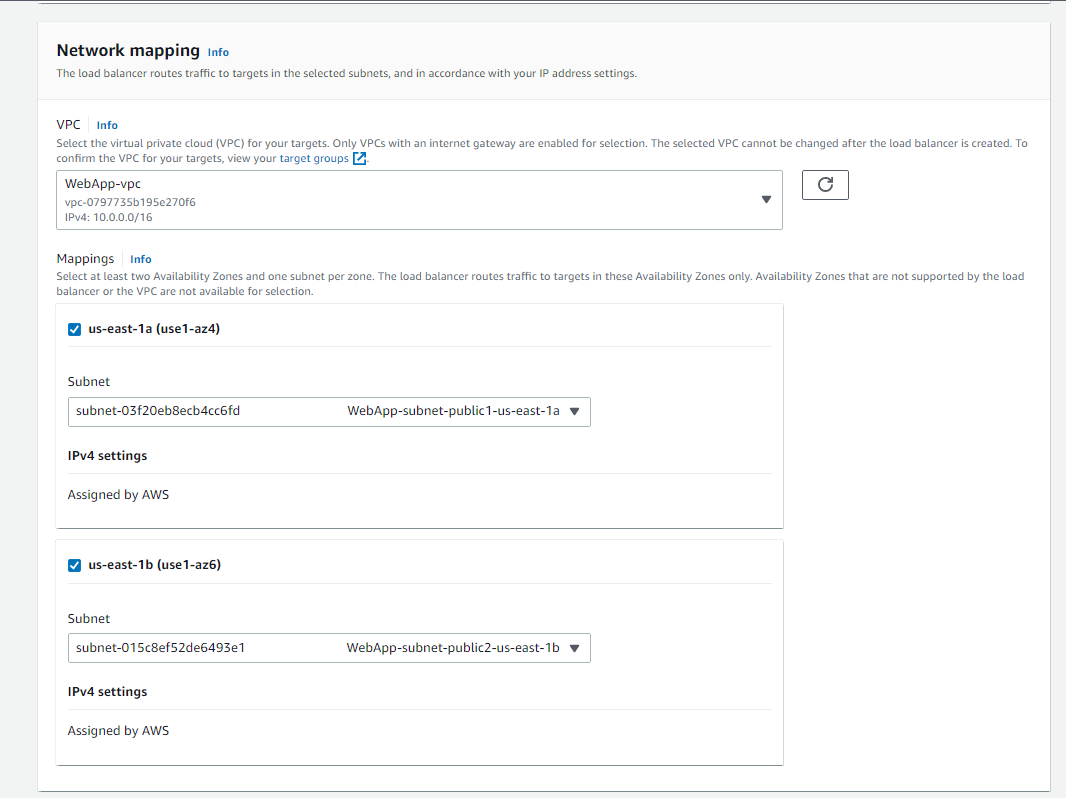 Network mapping Info
The load balancer routes traffic to targets in the selected subnets, and in accordance with your IP address settings.
VPC Info
Select the virtual private cloud (VPC) for your targets. Only VPCs with an internet gateway are enabled for selection. The selected VPC cannot be changed after the load balancer is created. To
confirm the VPC for your targets, view your target groups.
WebApp-vpc
vpc-0797735b195e270f6
IPv4: 10.0.0.0/16
Mappings Info
Select at least two Availability Zones and one subnet per zone. The load balancer routes traffic to targets in these Availability Zones only. Availability Zones that are not supported by the load
balancer or the VPC are not available for selection.
us-east-1a (use1-az4)
Subnet
subnet-03f20eb8ecb4cc6fd WebApp-subnet-public1-us-east-1a
IPv4 settings
Assigned by AWS
us-east-1b (use1-az6)
Subnet
subnet-015c8ef52de6493e1 WebApp-subnet-public2-us-east-1b
IPv4 settings
Assigned by AWS